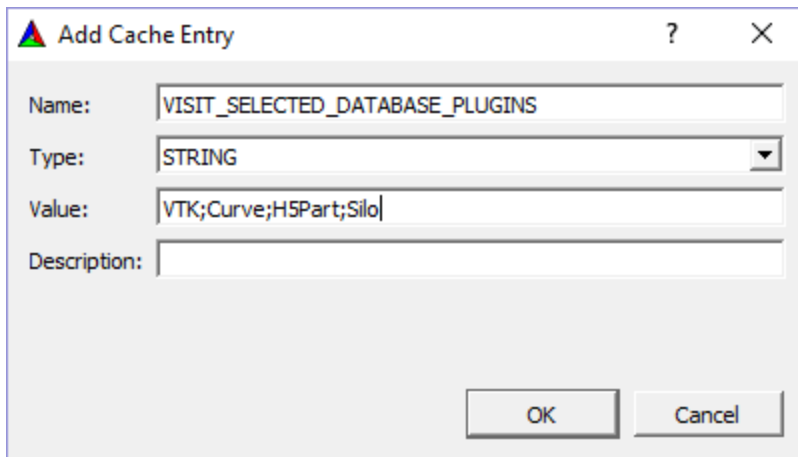 Add Cache Entry ?
Name: VISIT_SELECTED_DATABASE_PLUGINS
Type: STRING
Value: VTK;Curve;H5Part;Silo
Description:
OK Cancel